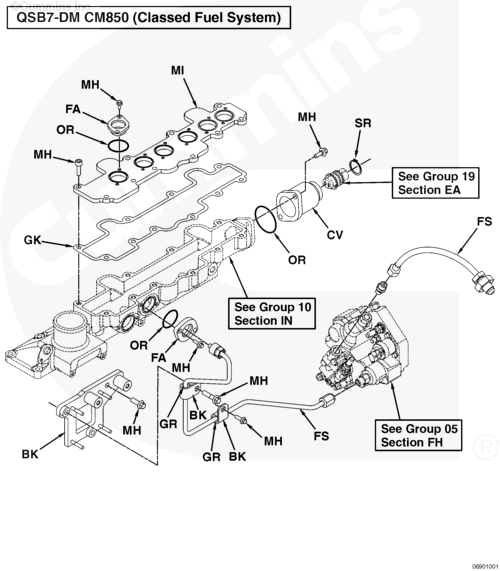 ©Cummins Inc
QSB7-DM CM850 (Classed Fuel System)
MH
MI
FA
OR
MH
MH
SR
See Group 19
Section EA
FS
GK
CV
OR
See Group 10
Section IN
OR
FA
MH
MH
GR
BK
MH
FS
GR
BK
See Group 05
Section FH
MH
BK
®
06901001